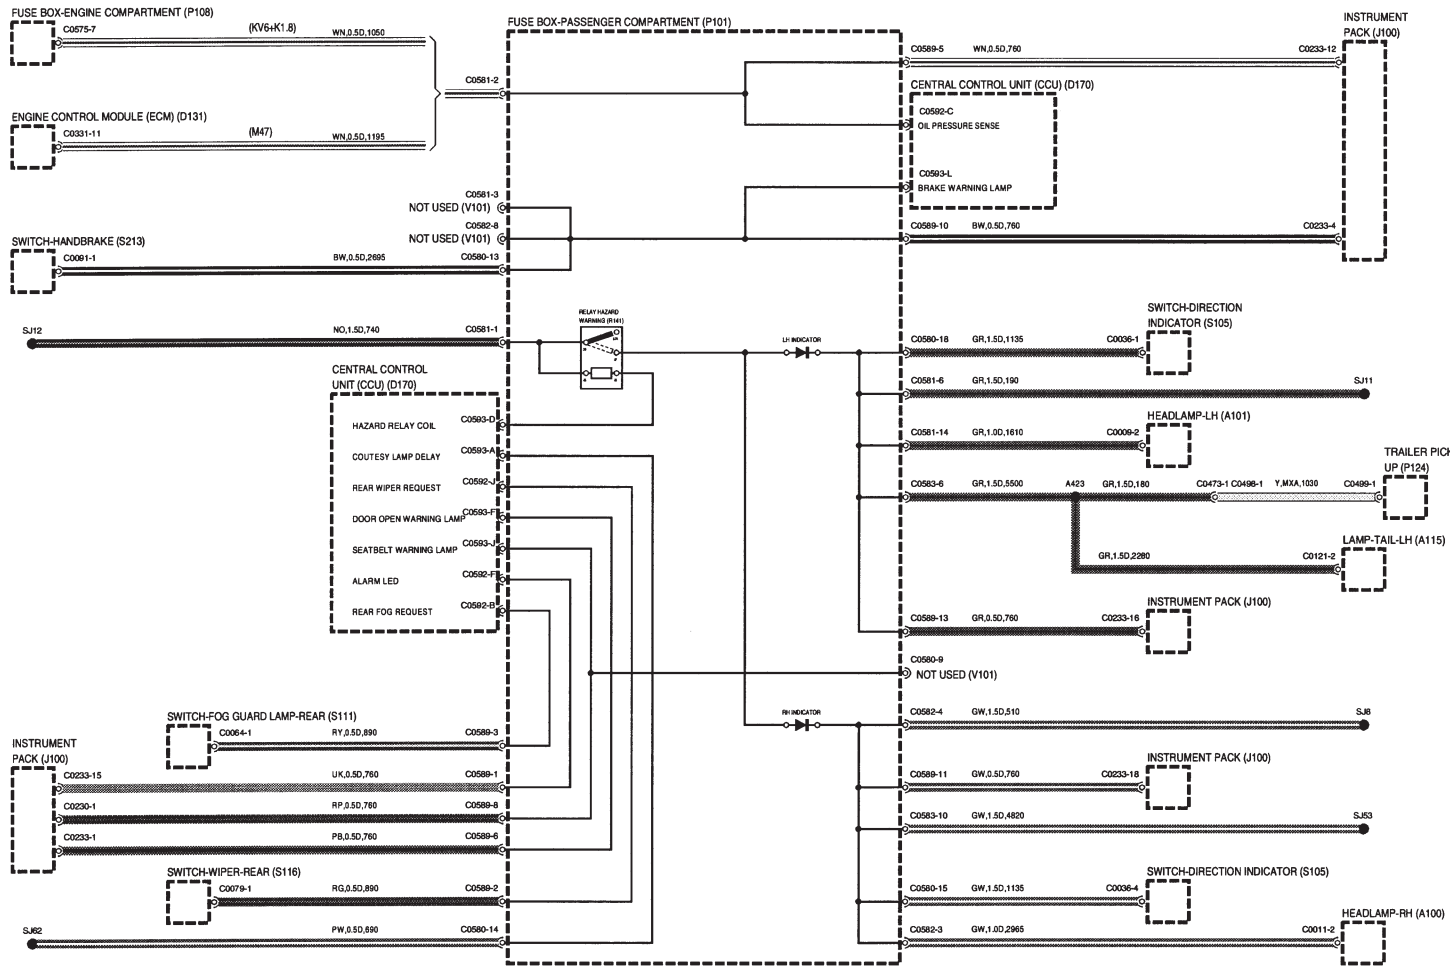 FUSE BOX-ENGINE COMPARTMENT (P108)
C0575-7
(KV6+K1.8)
WN,0.5D,1050
ENGINE CONTROL MODULE (ECM) (D131)
C0331-11
(M47)
WN,0.5D,1195
C0581-2
C0581-3
NOT USED (V101)
C0582-8
NOT USED (V101)
SWITCH-HANDBRAKE (S213)
C0091-1
BW,0.5D,2695
C0580-13
SJ12
NO,1.5D,740
C0581-1
FUSE BOX-PASSENGER COMPARTMENT (P101)
RELAY HAZARD
WARNING (R141)
LH INDICATOR
RH INDICATOR
CENTRAL CONTROL
UNIT (CCU) (D170)
HAZARD RELAY COIL
C0593-D
COUTESY LAMP DELAY
C0593-A
REAR WIPER REQUEST
C0592-J
DOOR OPEN WARNING LAMP
C0593-F
SEATBELT WARNING LAMP
C0593-J
ALARM LED
C0592-F
REAR FOG REQUEST
C0592-B
SWITCH-FOG GUARD LAMP-REAR (S111)
C0064-1
RY,0.5D,890
C0589-3
INSTRUMENT
PACK (J100)
C0233-15
UK,0.5D,760
C0589-1
C0230-1
RP,0.5D,760
C0589-8
C0233-1
PB,0.5D,760
C0589-6
SWITCH-WIPER-REAR (S116)
C0079-1
RG,0.5D,890
C0589-2
SJ62
PW,0.5D,690
C0580-14
C0589-5
WN,0.5D,760
C0233-12
INSTRUMENT
PACK (J100)
CENTRAL CONTROL UNIT (CCU) (D170)
C0592-C
OIL PRESSURE SENSE
C0593-L
BRAKE WARNING LAMP
C0589-10
BW,0.5D,760
C0233-4
SWITCH-DIRECTION
INDICATOR (S105)
C0580-18
GR,1.5D,1135
C0036-1
C0581-6
GR,1.5D,190
SJ11
HEADLAMP-LH (A101)
C0581-14
GR,1.0D,1610
C0009-2
TRAILER PICK
UP (P124)
C0583-6
GR,1.5D,5500
A423
GR,1.5D,180
C0473-1
C0498-1
Y,MXA,1030
C0499-1
LAMP-TAIL-LH (A115)
GR,1.5D,2280
C0121-2
INSTRUMENT PACK (J100)
C0589-13
GR,0.5D,760
C0233-16
C0580-9
NOT USED (V101)
C0582-4
GW,1.5D,510
SJ8
INSTRUMENT PACK (J100)
C0589-11
GW,0.5D,760
C0233-18
C0583-10
GW,1.5D,4820
SJ53
SWITCH-DIRECTION INDICATOR (S105)
C0580-15
GW,1.5D,1135
C0036-4
HEADLAMP-RH (A100)
C0582-3
GW,1.0D,2965
C0011-2